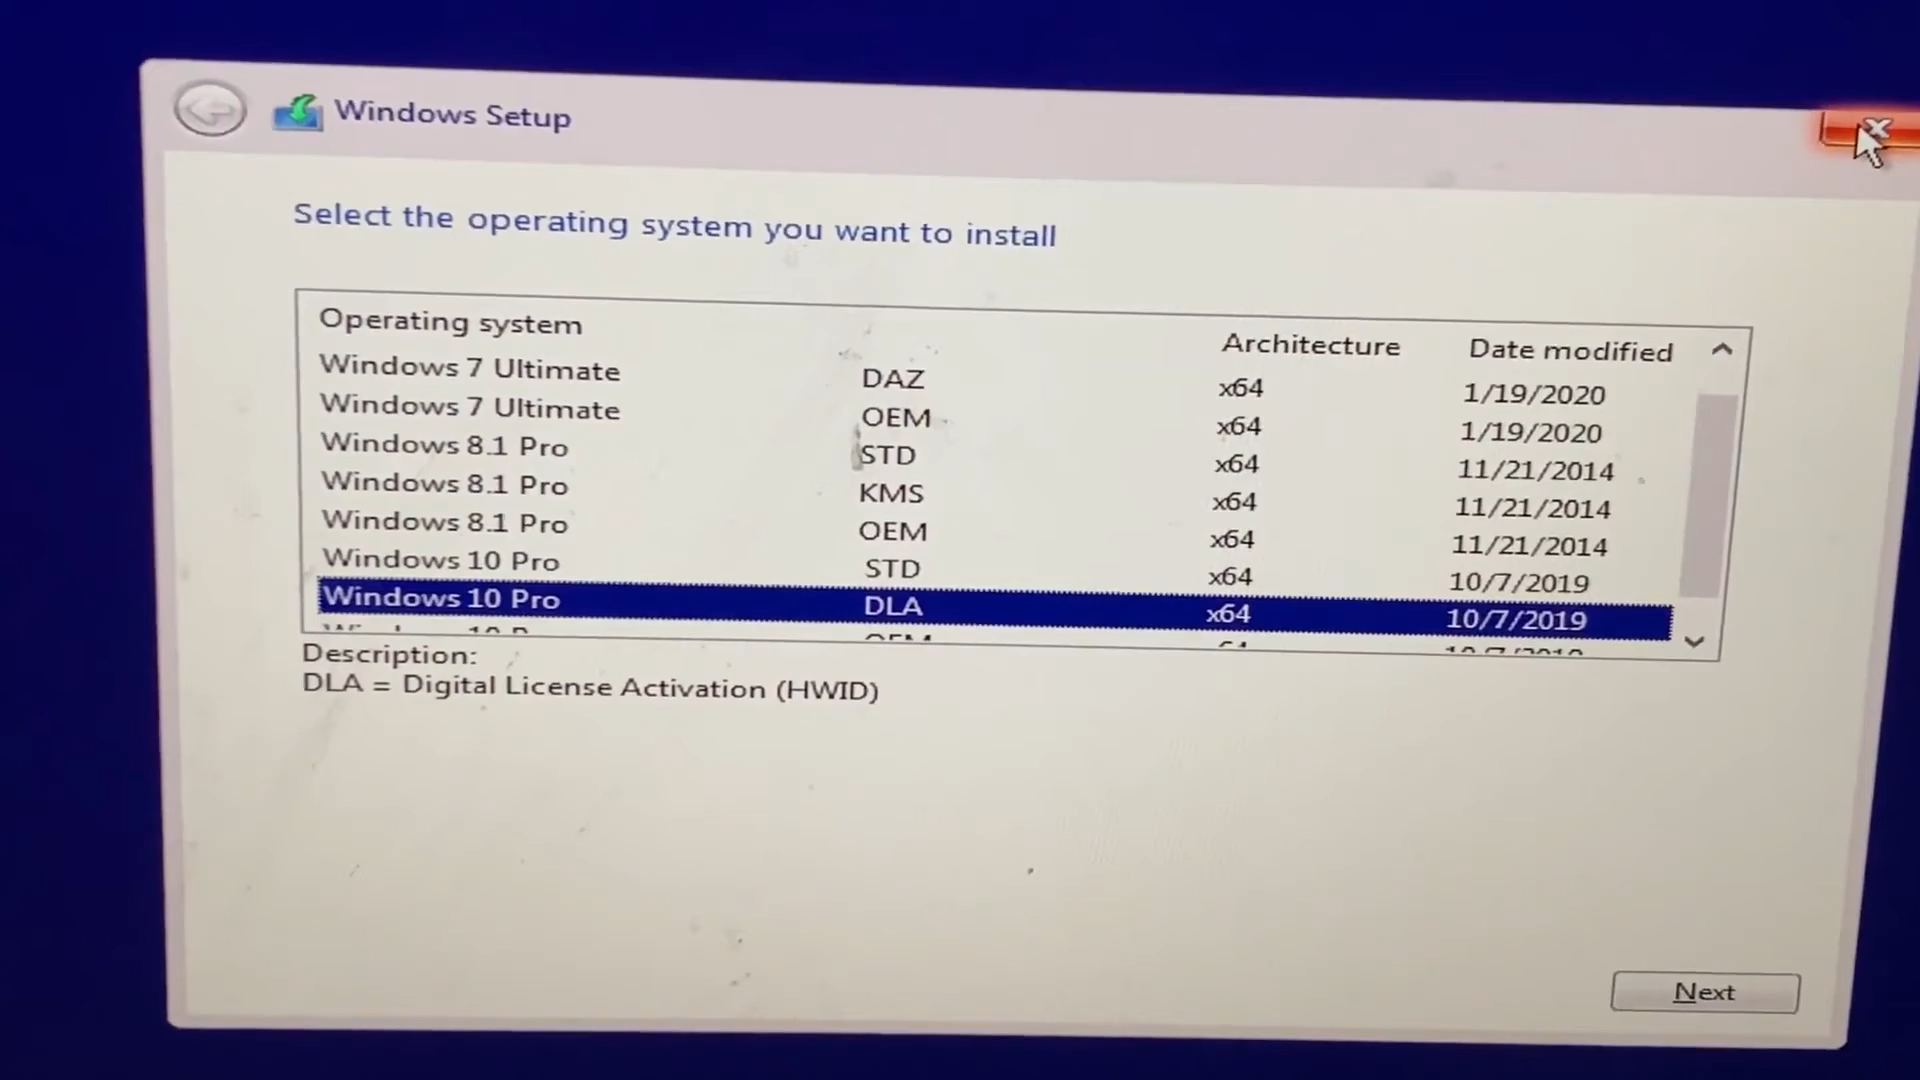 Windows Setup
Select the operating system you want to install
Operating system Architecture Date modified
Windows 7 Ultimate DAZ x64 1/19/2020
Windows 7 Ultimate OEM x64 1/19/2020
Windows 8.1 Pro STD x64 11/21/2014
Windows 8.1 Pro KMS x64 11/21/2014
Windows 8.1 Pro OEM x64 11/21/2014
Windows 10 Pro STD x64 10/7/2019
Windows 10 Pro DLA x64 10/7/2019
Description:
DLA = Digital License Activation (HWID)
Next